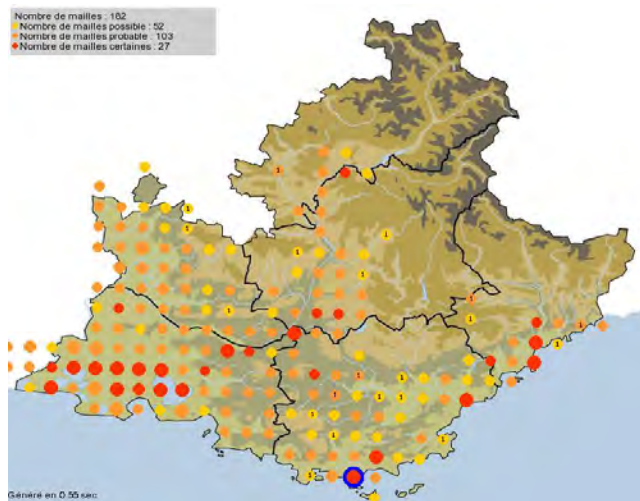 Nombre de mailles : 182
Nombre de mailles possible : 52
Nombre de mailles probable : 103
Nombre de mailles certaines : 27
Généré en 0.55 sec